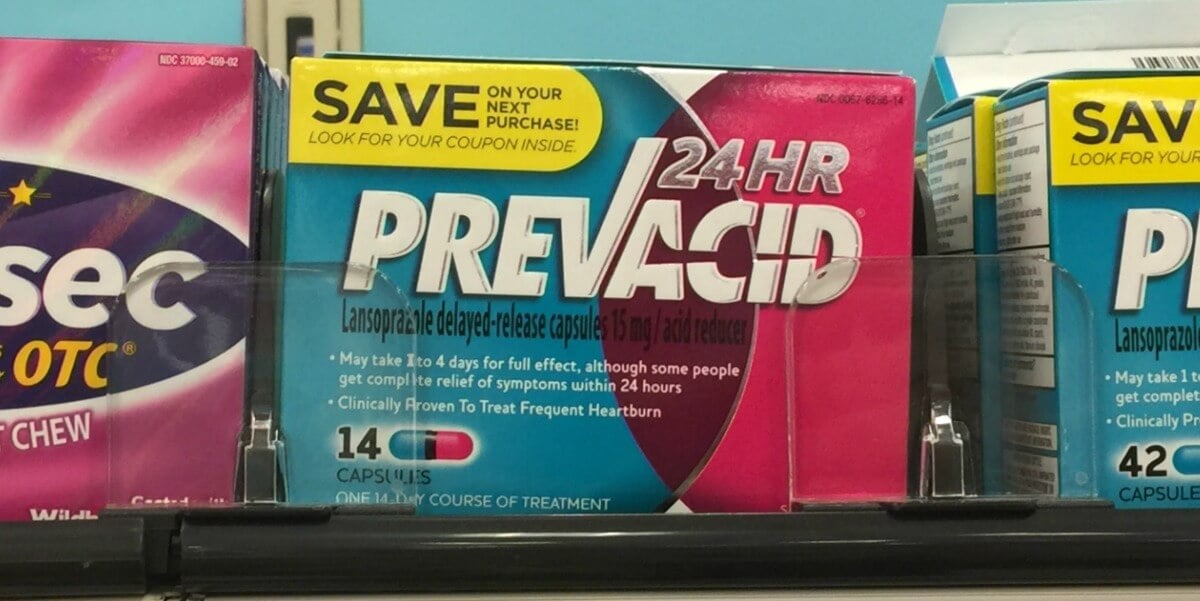 NDC 37000-459-02
sec
OTC®
T CHEW
Wildb
SAVE ON YOUR
NEXT
PURCHASE!
LOOK FOR YOUR COUPON INSIDE.
24HR
PREVACID®
Lansoprazole delayed-release capsules 15 mg / acid reducer
• May take 1 to 4 days for full effect, although some people
get complete relief of symptoms within 24 hours
• Clinically Proven To Treat Frequent Heartburn
14
CAPSULES
ONE 14-DAY COURSE OF TREATMENT
SAV
LOOK FOR YOUR
P
Lansoprazol
• May take 1 t
get complet
• Clinically Pr
42
CAPSULE